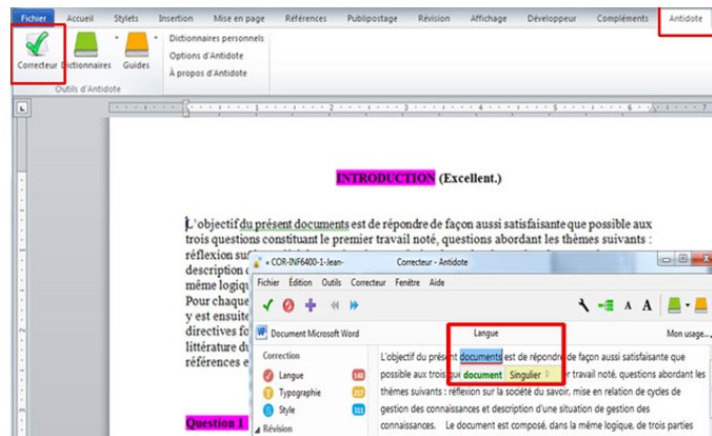 Fichier Accueil Stylets Insertion Mise en page Références Publipostage Révision Affichage Développeur Compléments Antidote
Correcteur Dictionnaires Guides
Dictionnaires personnels
Options d'Antidote
À propos d'Antidote
Outils d'Antidote
INTRODUCTION (Excellent.)
L'objectif du présent documents est de répondre de façon aussi satisfaisante que possible aux
trois questions constituant le premier travail noté, questions abordant les thèmes suivants :
réflexion su
description
même logiqu
Pour chaque
y est ensuite
directives fo
littérature du
références e
Question 1
« COR-INF6400-1-Jean- Correcteur - Antidote
Fichier Édition Outils Correcteur Fenêtre Aide
A A
Document Microsoft Word Langue Mon usage...
Correction
Langue 140
Typographie 217
Style 311
Révision
L'objectif du présent documents est de répondre de façon aussi satisfaisante que
possible aux trois que document Singulier er travail noté, questions abordant les
thèmes suivants : réflexion sur la société du savoir, mise en relation de cycles de
gestion des connaissances et description d'une situation de gestion des
connaissances. Le document est composé, dans la même logique, de trois parties